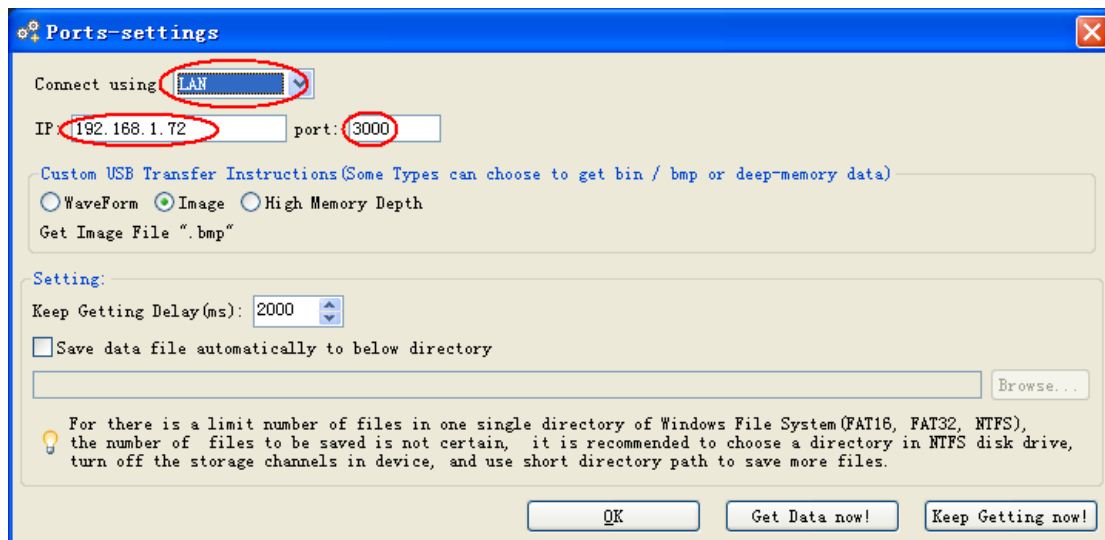 Ports-settings
Connect using: LAN
IP: 192.168.1.72 port: 3000
Custom USB Transfer Instructions(Some Types can choose to get bin / bmp or deep-memory data)
WaveForm Image High Memory Depth
Get Image File ".bmp"
Setting:
Keep Getting Delay(ms): 2000
Save data file automatically to below directory
Browse...
For there is a limit number of files in one single directory of Windows File System(FAT16, FAT32, NTFS),
the number of files to be saved is not certain, it is recommended to choose a directory in NTFS disk drive,
turn off the storage channels in device, and use short directory path to save more files.
OK Get Data now! Keep Getting now!